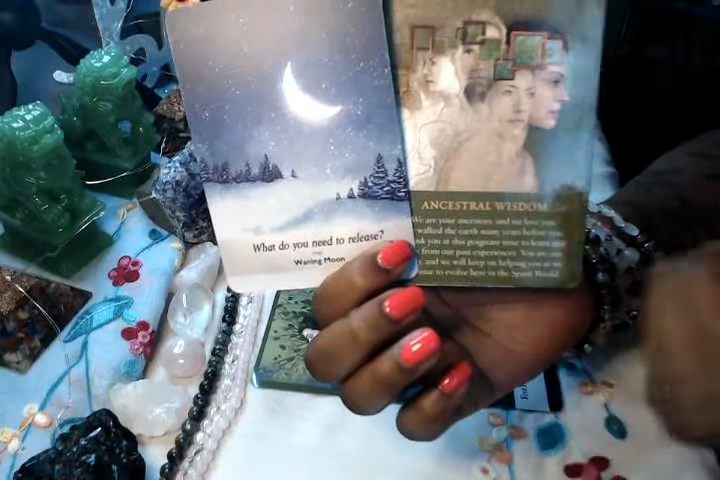 What do you need to release?
Waning Moon
ANCESTRAL WISDOM
We are your ancestors, and we love you.
walked the earth many years before you
ask you at this poignant time to learn and
from our past experiences. You are
and we will keep on helping you as we
to evolve here in the Spirit World